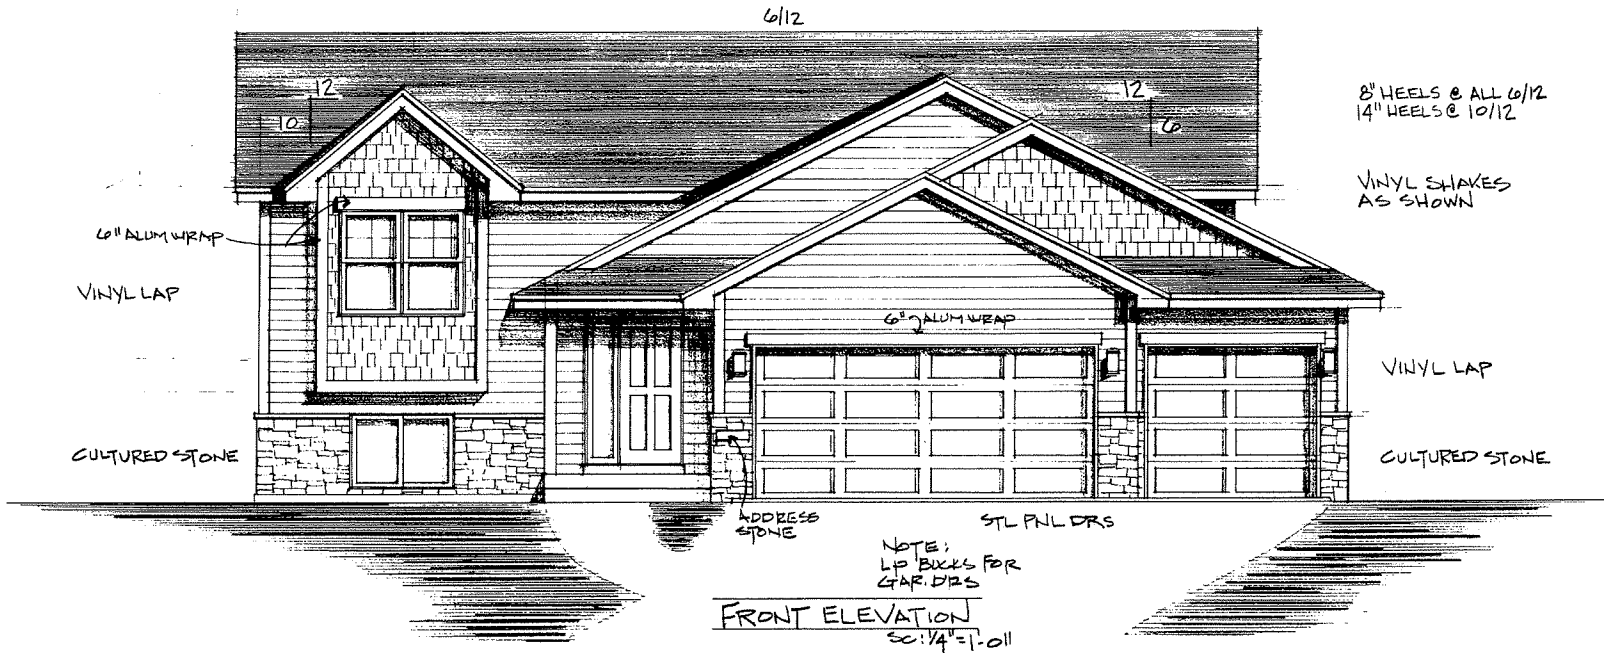 6/12
12
10
12
6
8" HEELS @ ALL 6/12
14" HEELS @ 10/12
VINYL SHAKES
AS SHOWN
6" ALUM WRAP
VINYL LAP
6" ALUM WRAP
VINYL LAP
CULTURED STONE
CULTURED STONE
ADDRESS
STONE
STL PNL DRS
NOTE:
LP BUCKS FOR
GAR. DRS
FRONT ELEVATION
SC: 1/4" = 1-0"